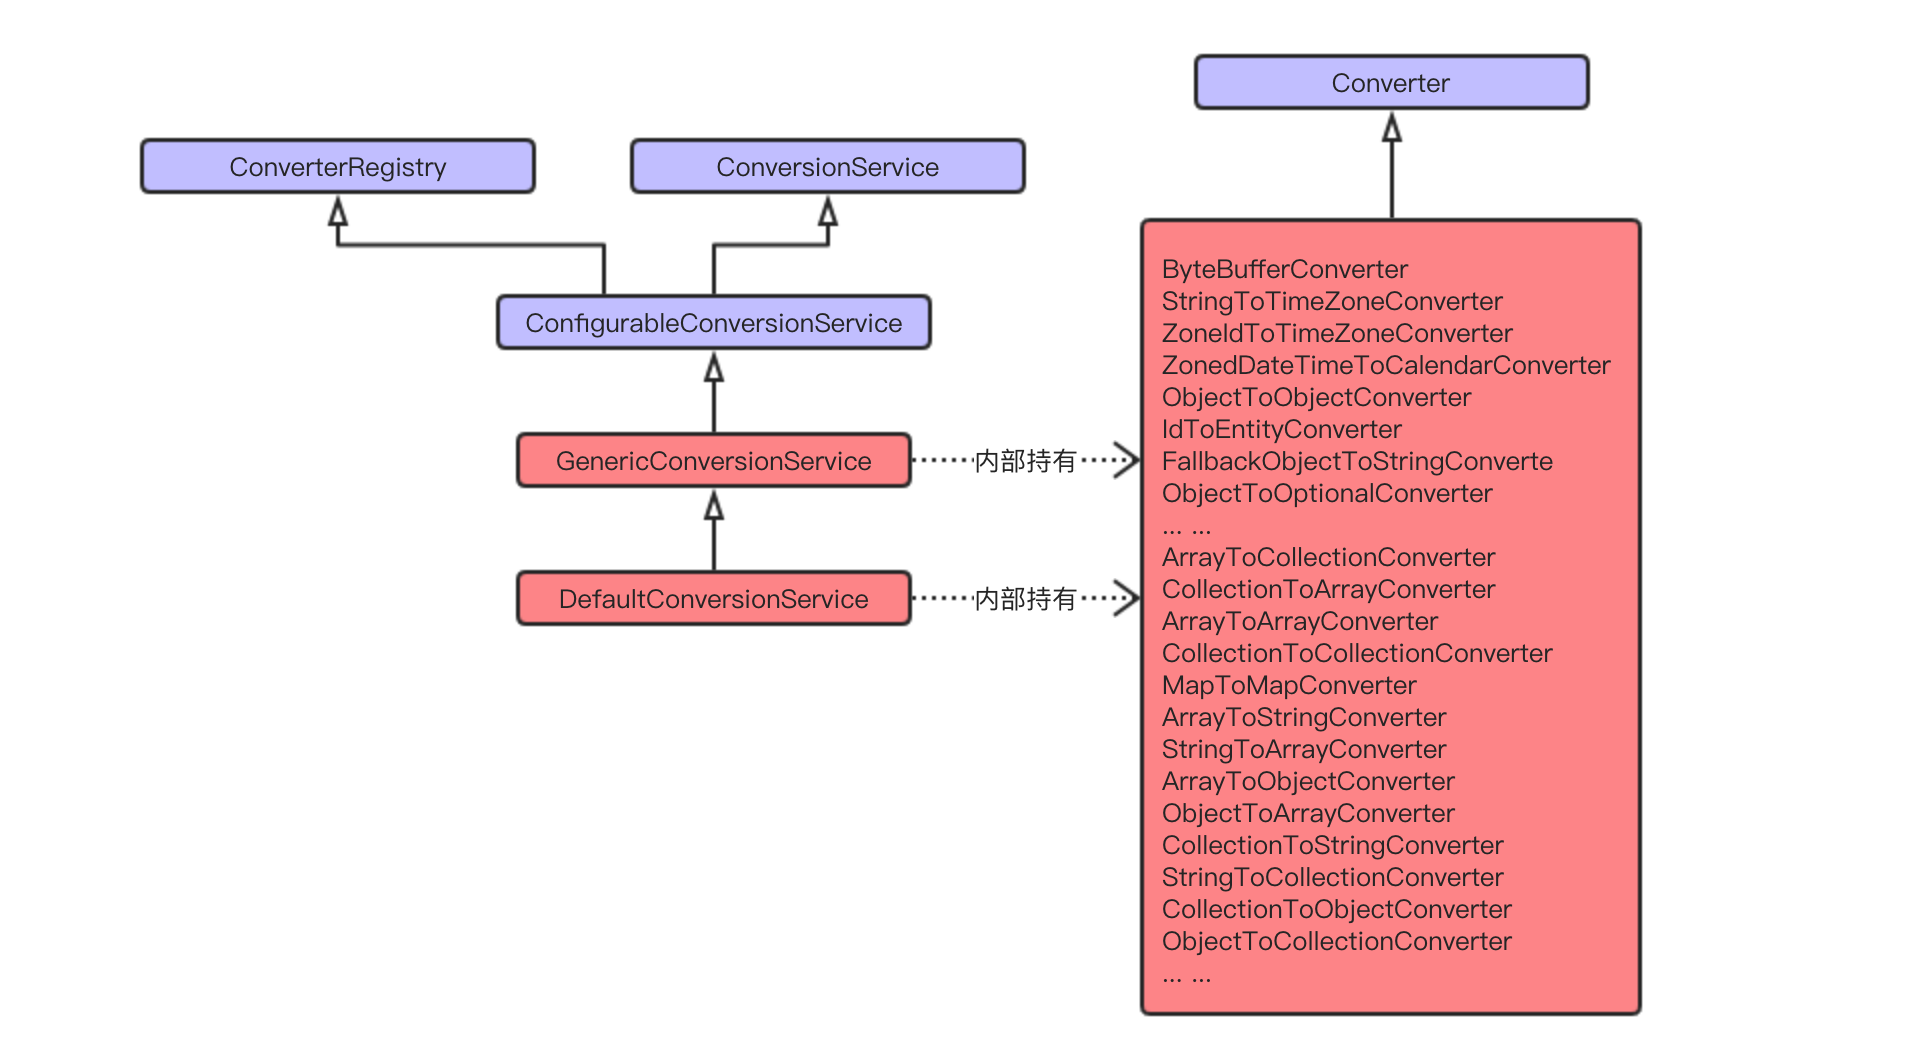 Converter
ConverterRegistry
ConversionService
ConfigurableConversionService
GenericConversionService
内部持有
DefaultConversionService
内部持有
ByteBufferConverter
StringToTimeZoneConverter
ZoneIdToTimeZoneConverter
ZonedDateTimeToCalendarConverter
ObjectToObjectConverter
IdToEntityConverter
FallbackObjectToStringConverte
ObjectToOptionalConverter
... ...
ArrayToCollectionConverter
CollectionToArrayConverter
ArrayToArrayConverter
CollectionToCollectionConverter
MapToMapConverter
ArrayToStringConverter
StringToArrayConverter
ArrayToObjectConverter
ObjectToArrayConverter
CollectionToStringConverter
StringToCollectionConverter
CollectionToObjectConverter
ObjectToCollectionConverter
... ...